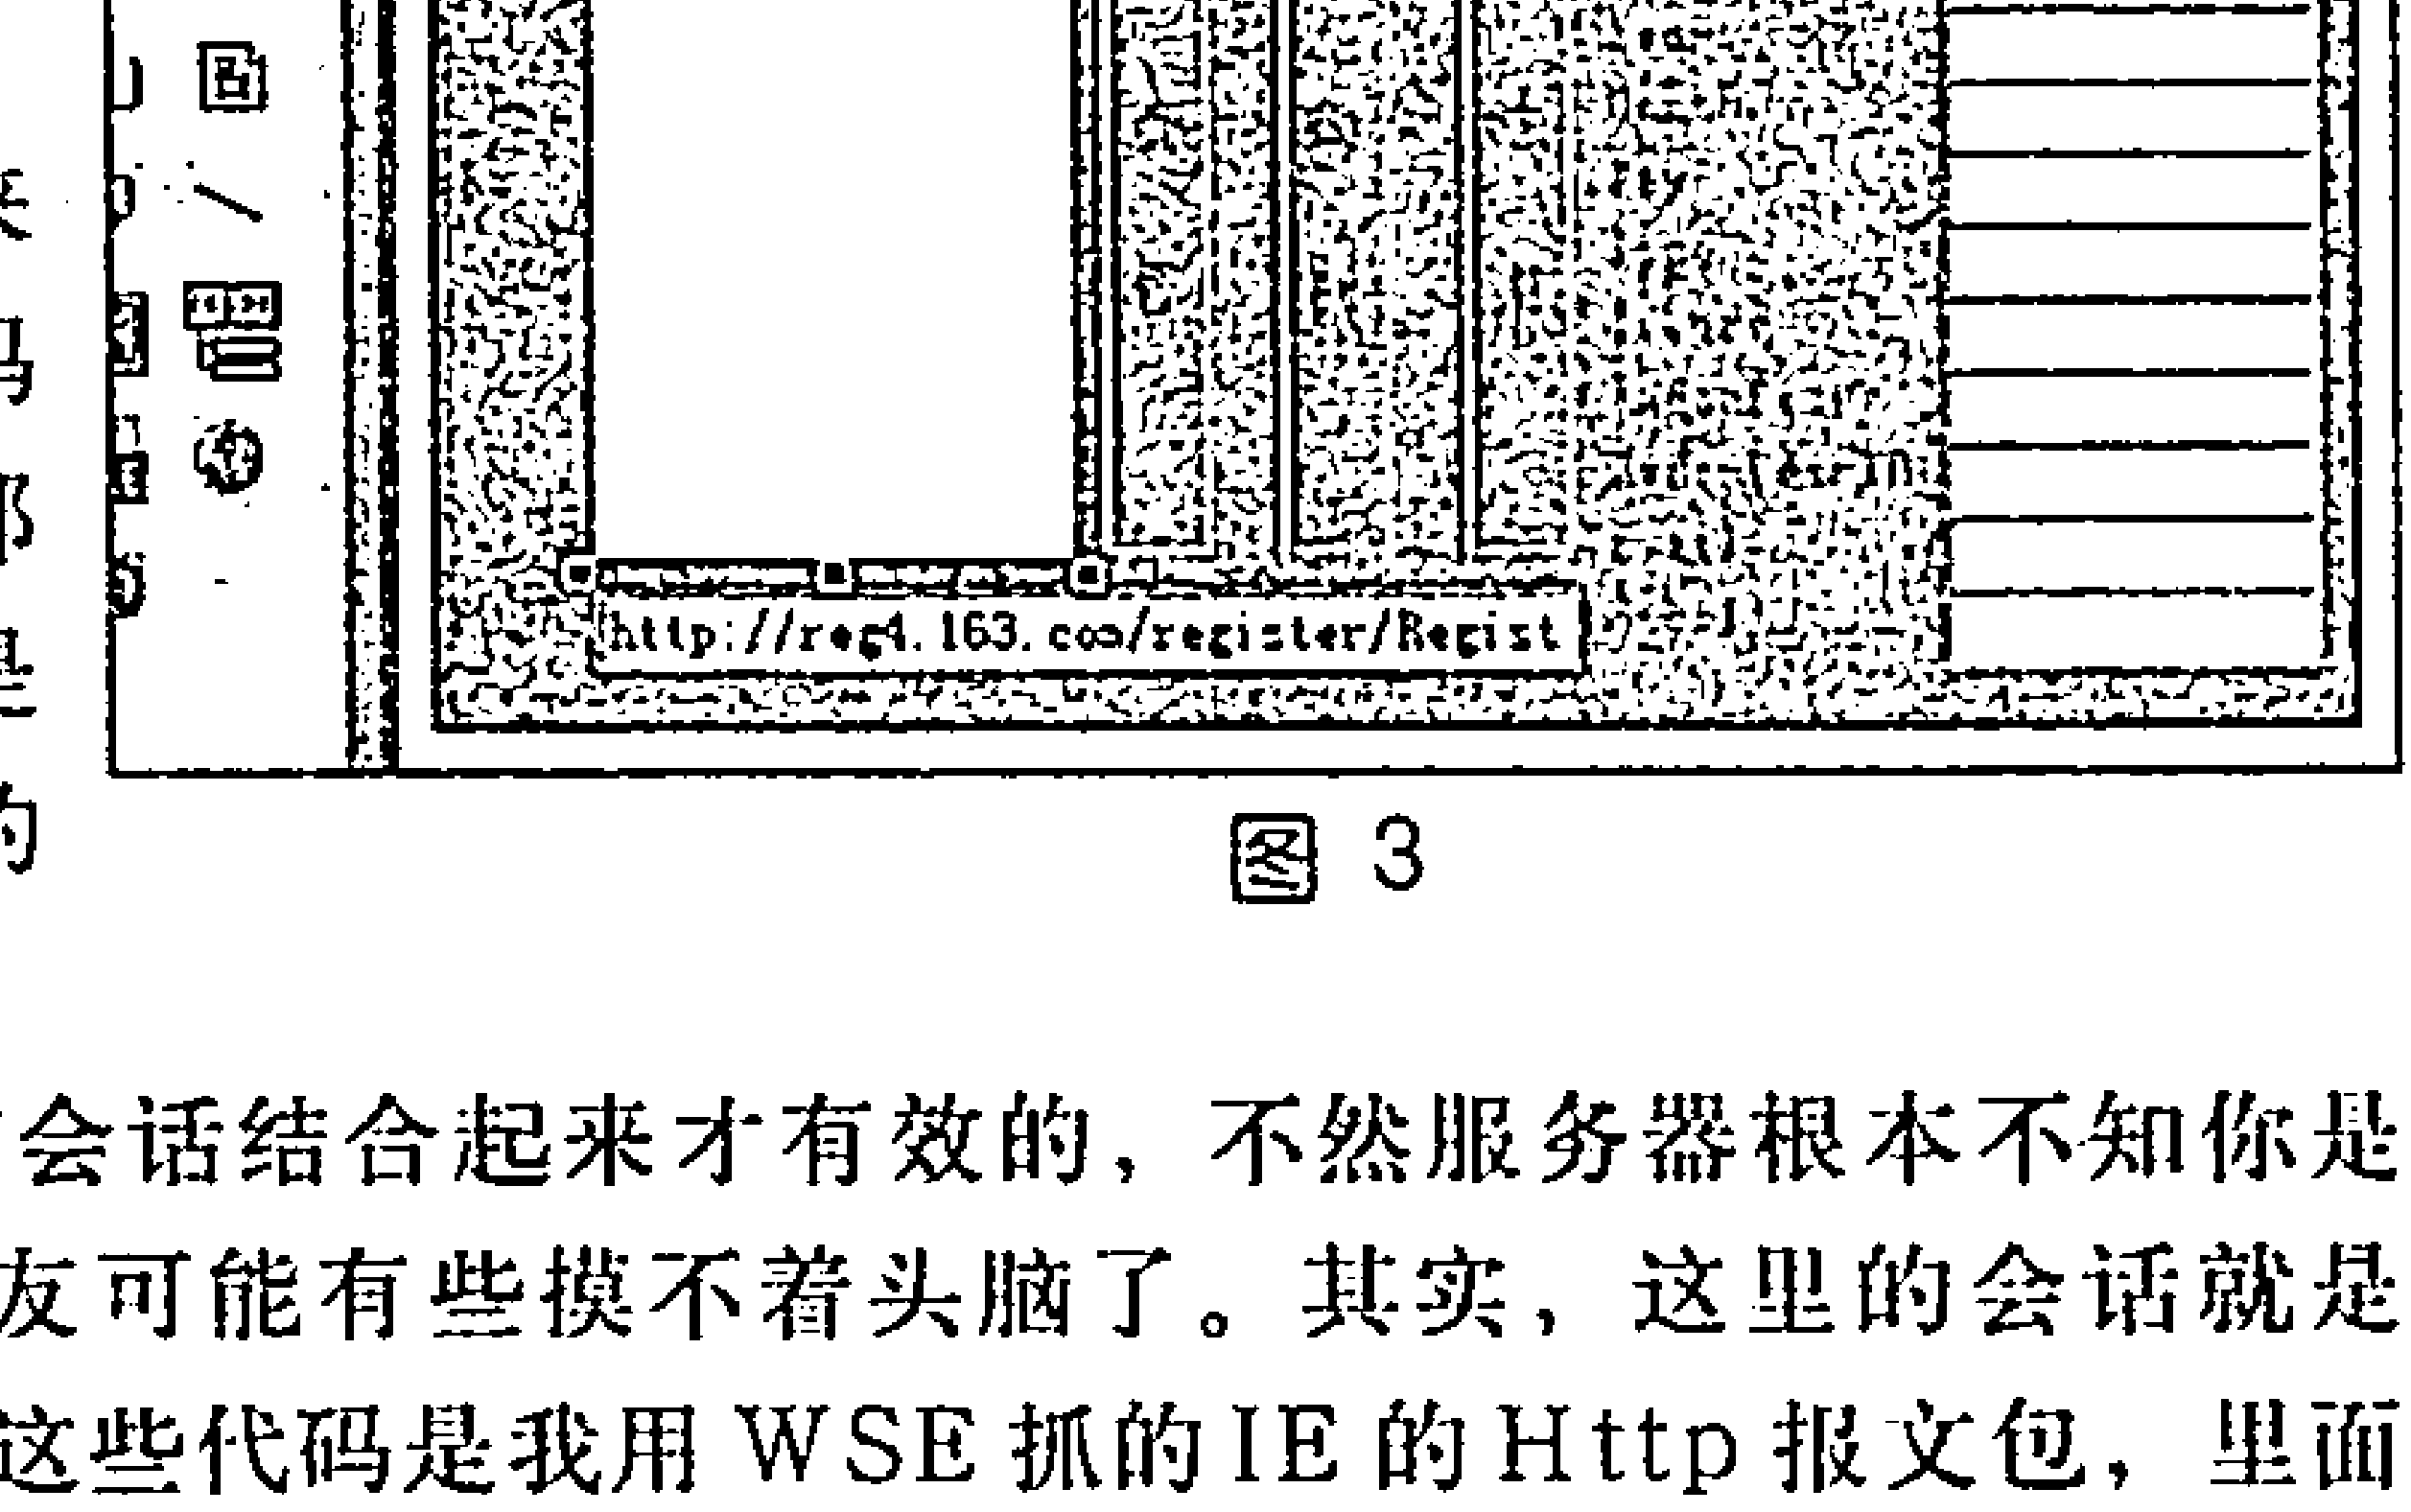 http://reg4.163.com/register/Regist
的
图 3
会话结合起来才有效的，不然服务器根本不知你是
友可能有些摸不着头脑了。其实，这里的会话就是
这些代码是我用 WSE 抓的 IE 的 Http 报文包，里面